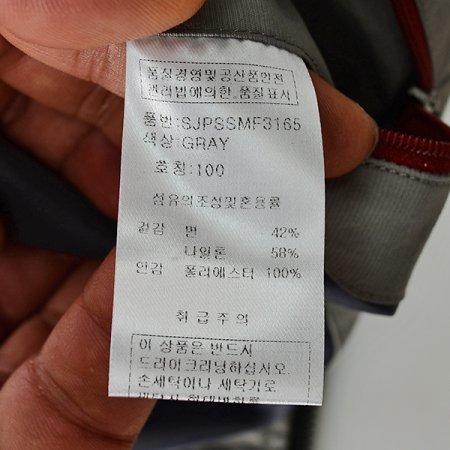 품질경영및공산품안전
관리법에의한 품질표시
품번:SJPSSMF3165
색상:GRAY
호칭:100
섬유의조성및혼용률
겉감 면 42%
나일론 58%
안감 폴리에스터 100%
취급주의
이 상품은 반드시
드라이크리닝하십시오
손세탁이나 세탁기로